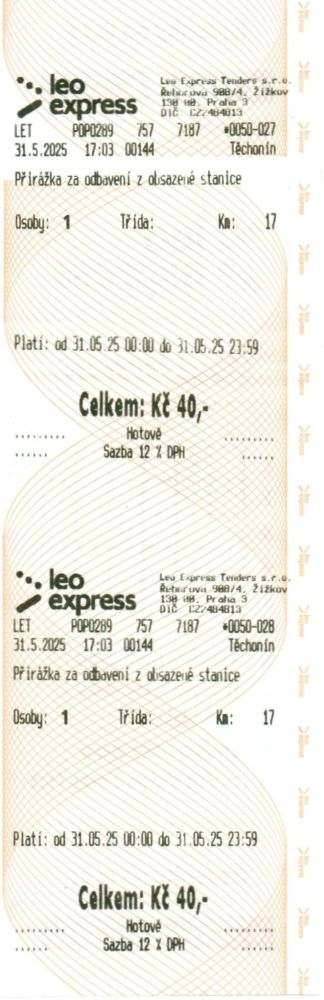 leo express
Leo Express Tenders s.r.o.
Řehořova 908/4, Žižkov
130 00, Praha 3
DIČ CZ7484813
LET POP0289 757 7187 *0050-027
31.5.2025 17:03 00144 Těchonín
Přirážka za odbavení z obsazené stanice
Osoby: 1 Třída: Km: 17
Platí: od 31.05.25 00:00 do 31.05.25 23:59
Celkem: Kč 40,-
Hotově
Sazba 12 % DPH
leo express
Leo Express Tenders s.r.o.
Řehořova 908/4, Žižkov
130 00, Praha 3
DIČ
LET POP0289 757 7187 *0050-028
31.5.2025 17:03 00144 Těchonín
Přirážka za odbavení z obsazené stanice
Osoby: 1 Třída: Km: 17
Platí: od 31.05.25 00:00 do 31.05.25 23:59
Celkem: Kč 40,-
Hotově
Sazba 12 % DPH